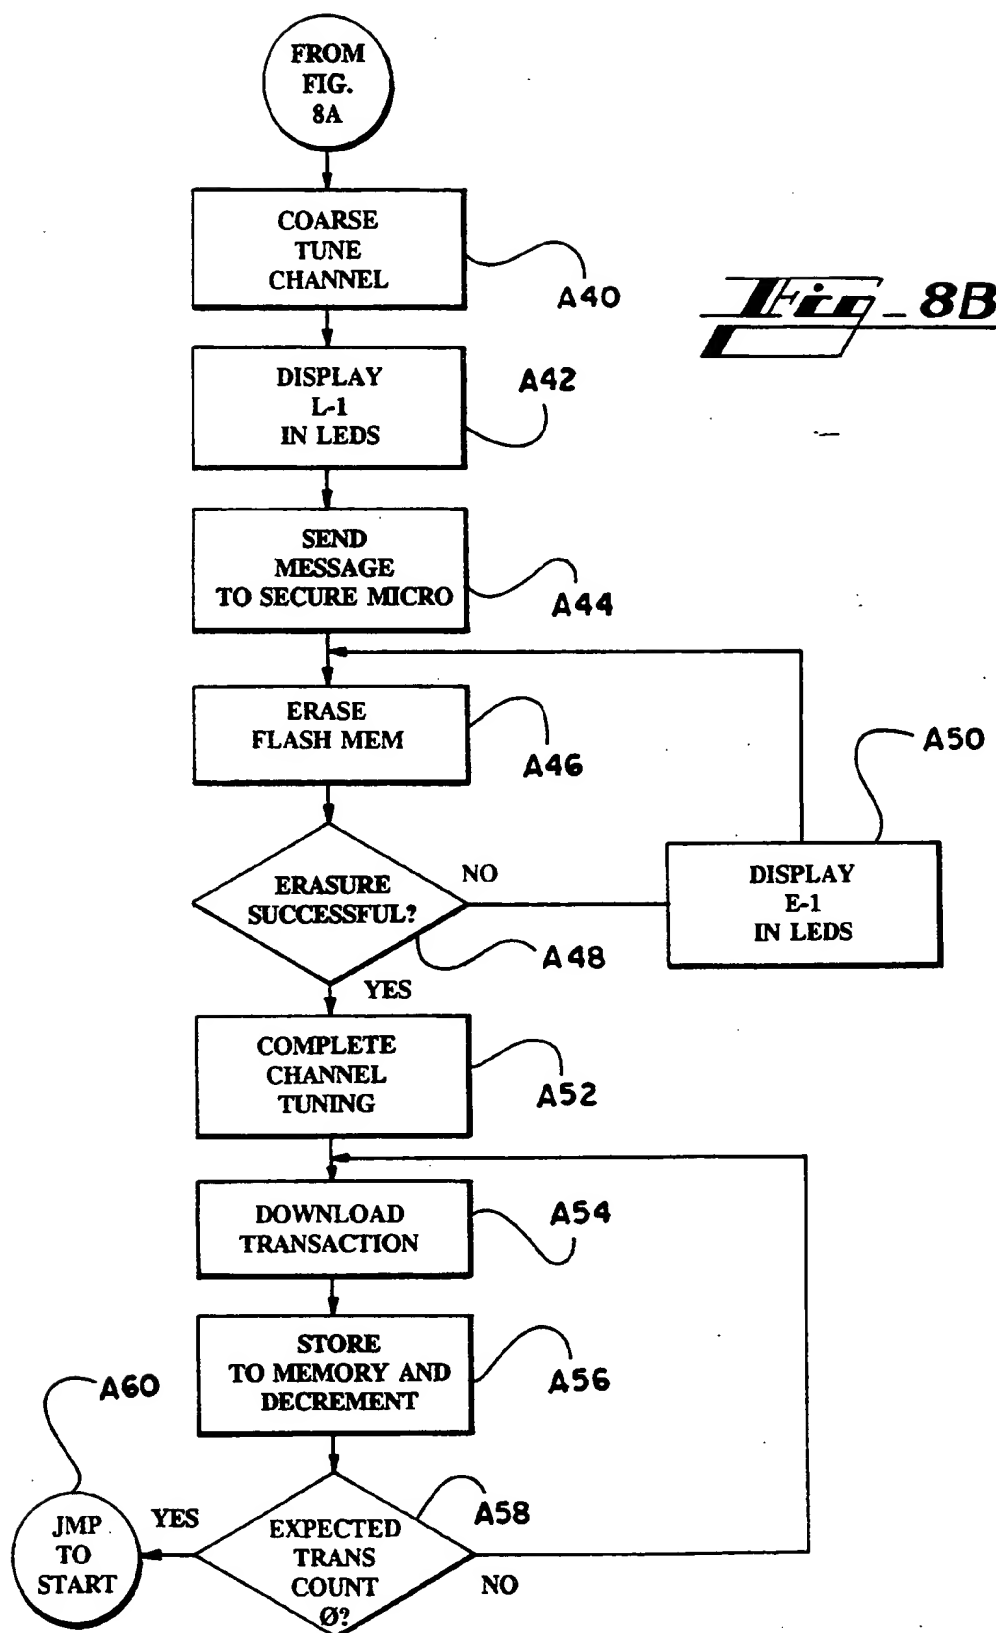 FROM
FIG.
8A
COARSE
TUNE
CHANNEL
A40
Fig_8B
DISPLAY
L-1
IN LEDS
A42
SEND
MESSAGE
TO SECURE MICRO
A44
ERASE
FLASH MEM
A46
A50
ERASURE
SUCCESSFUL?
NO
A48
DISPLAY
E-1
IN LEDS
YES
COMPLETE
CHANNEL
TUNING
A52
DOWNLOAD
TRANSACTION
A54
STORE
TO MEMORY AND
DECREMENT
A56
A60
JMP
TO
START
YES
EXPECTED
TRANS
COUNT
Ø?
A58
NO